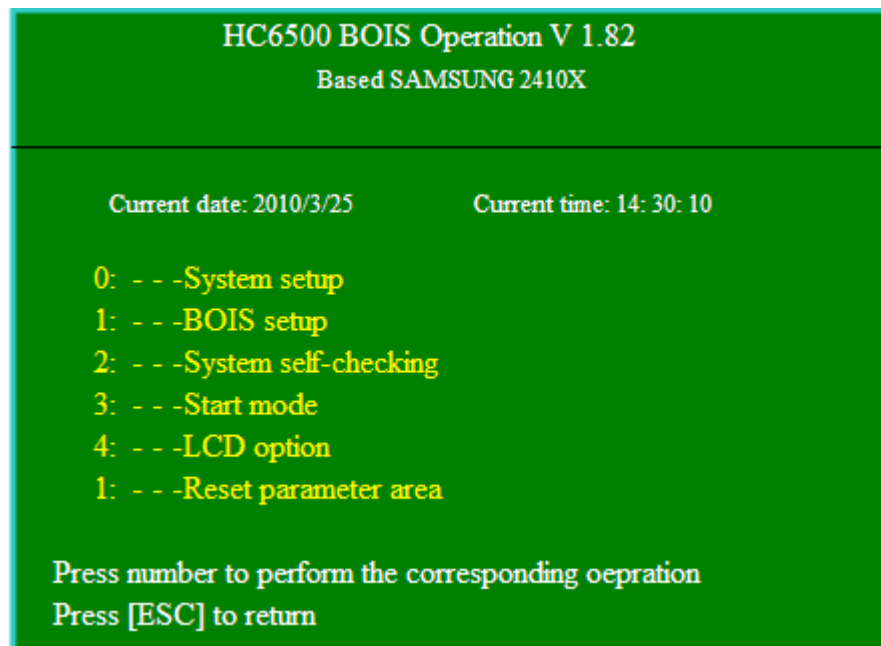 HC6500 BOIS Operation V 1.82
Based SAMSUNG 2410X
Current date: 2010/3/25 Current time: 14: 30: 10
0: - - -System setup
1: - - -BOIS setup
2: - - -System self-checking
3: - - -Start mode
4: - - -LCD option
1: - - -Reset parameter area
Press number to perform the corresponding oepration
Press [ESC] to return